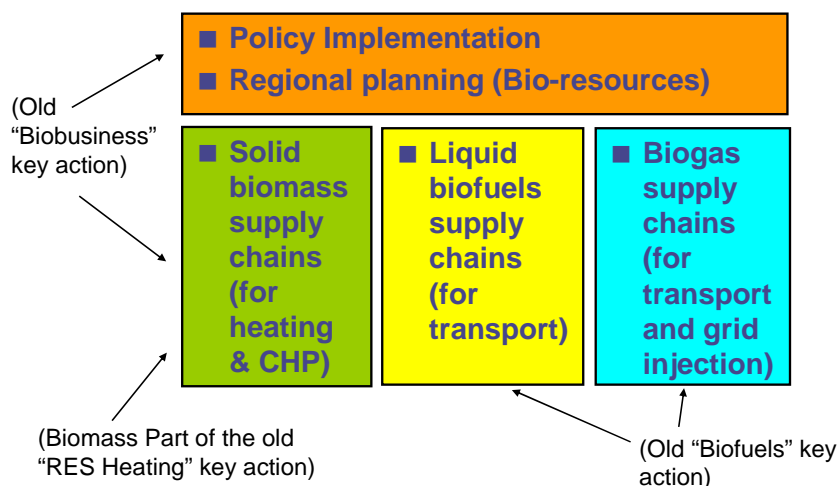 ■ Policy Implementation
■ Regional planning (Bio-resources)
(Old
“Biobusiness”
key action)
■ Solid
biomass
supply
chains
(for
heating
& CHP)
■ Liquid
biofuels
supply
chains
(for
transport)
■ Biogas
supply
chains
(for
transport
and grid
injection)
(Biomass Part of the old
“RES Heating” key action)
(Old “Biofuels” key
action)